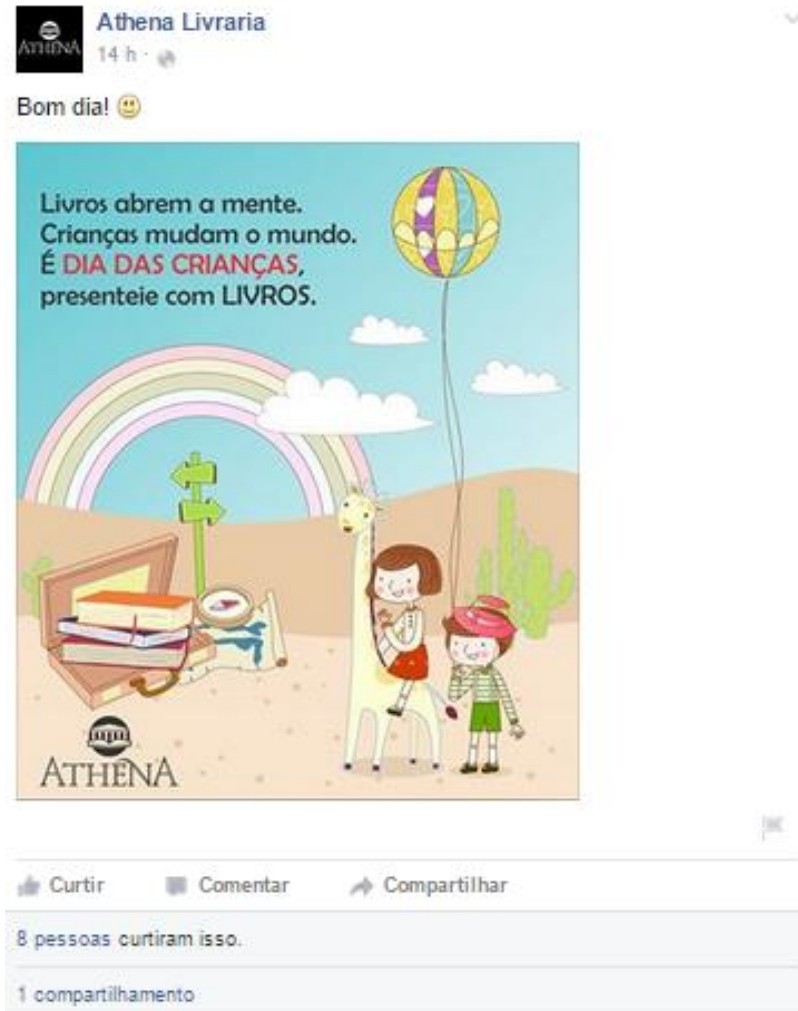 ATHENA
Athena Livraria
14 h ·
Bom dia!
Livros abrem a mente.
Crianças mudam o mundo.
É DIA DAS CRIANÇAS,
presenteie com LIVROS.
ATHENA
Curtir Comentar Compartilhar
8 pessoas curtiram isso.
1 compartilhamento